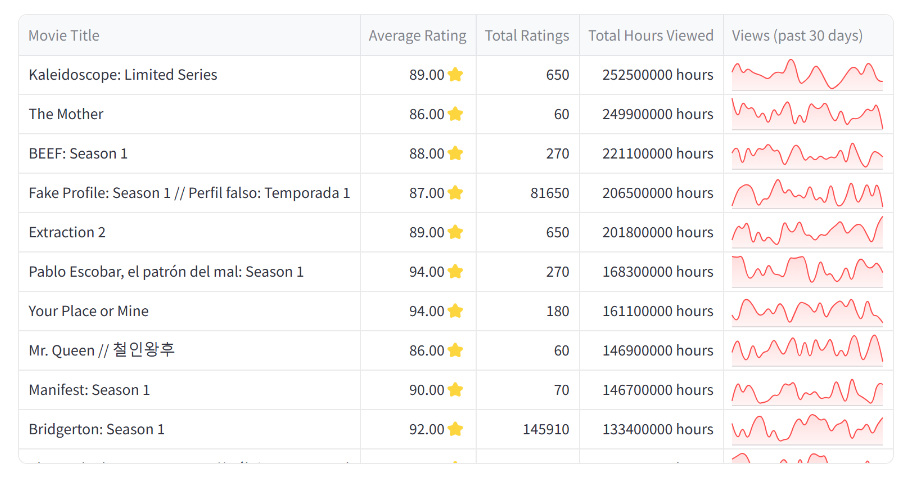 Movie Title Average Rating Total Ratings Total Hours Viewed Views (past 30 days)
Kaleidoscope: Limited Series 89.00 650 252500000 hours
The Mother 86.00 60 249900000 hours
BEEF: Season 1 88.00 270 221100000 hours
Fake Profile: Season 1 // Perfil falso: Temporada 1 87.00 81650 206500000 hours
Extraction 2 89.00 650 201800000 hours
Pablo Escobar, el patrón del mal: Season 1 94.00 270 168300000 hours
Your Place or Mine 94.00 180 161100000 hours
Mr. Queen // 철인왕후 86.00 60 146900000 hours
Manifest: Season 1 90.00 70 146700000 hours
Bridgerton: Season 1 92.00 145910 133400000 hours